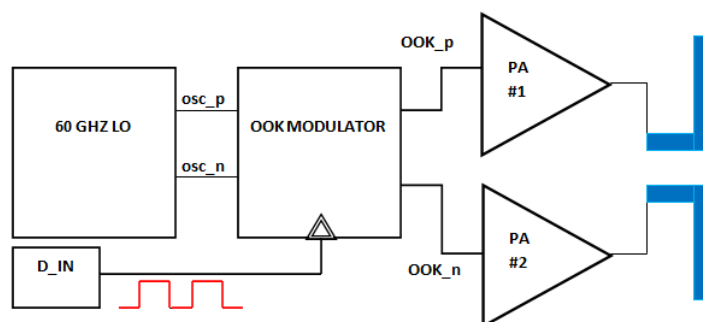 OOK_p
PA
#1
osc_p
60 GHZ LO
OOK MODULATOR
osc_n
D_IN
OOK_n
PA
#2